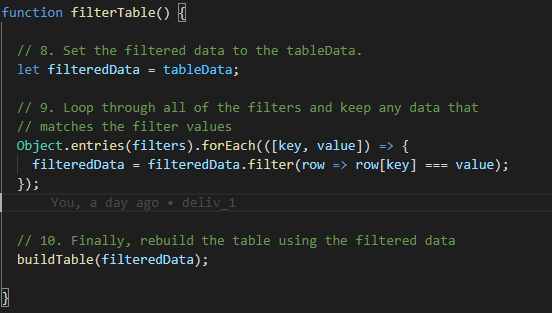 function filterTable() {
// 8. Set the filtered data to the tableData.
let filteredData = tableData;
// 9. Loop through all of the filters and keep any data that
// matches the filter values
Object.entries(filters).forEach(([key, value]) => {
filteredData = filteredData.filter(row => row[key] === value);
});
You, a day ago • deliv_1
// 10. Finally, rebuild the table using the filtered data
buildTable(filteredData);
}